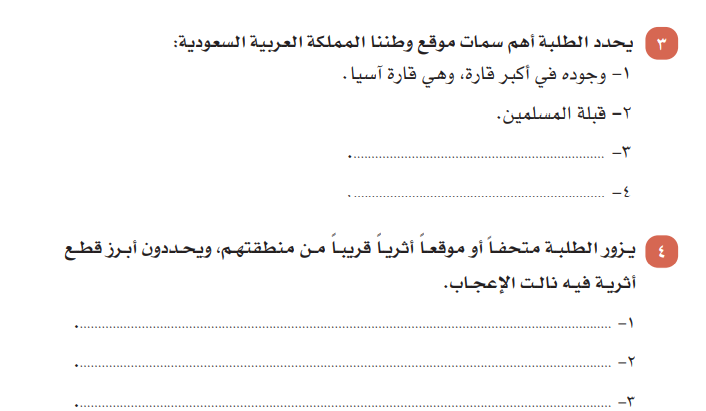 ٣ يحدد الطلبة أهم سمات موقع وطننا المملكة العربية السعودية:
١- وجوده في أكبر قارة، وهي قارة آسيا.
٢- قبلة المسلمين.
٣- ................................................................
٤- ................................................................
٤ يزور الطلبة متحفاً أو موقعاً أثرياً قريباً من منطقتهم، ويحددون أبرز قطع
أثرية فيه نالت الإعجاب.
١- ................................................................
٢- ................................................................
٣- ................................................................